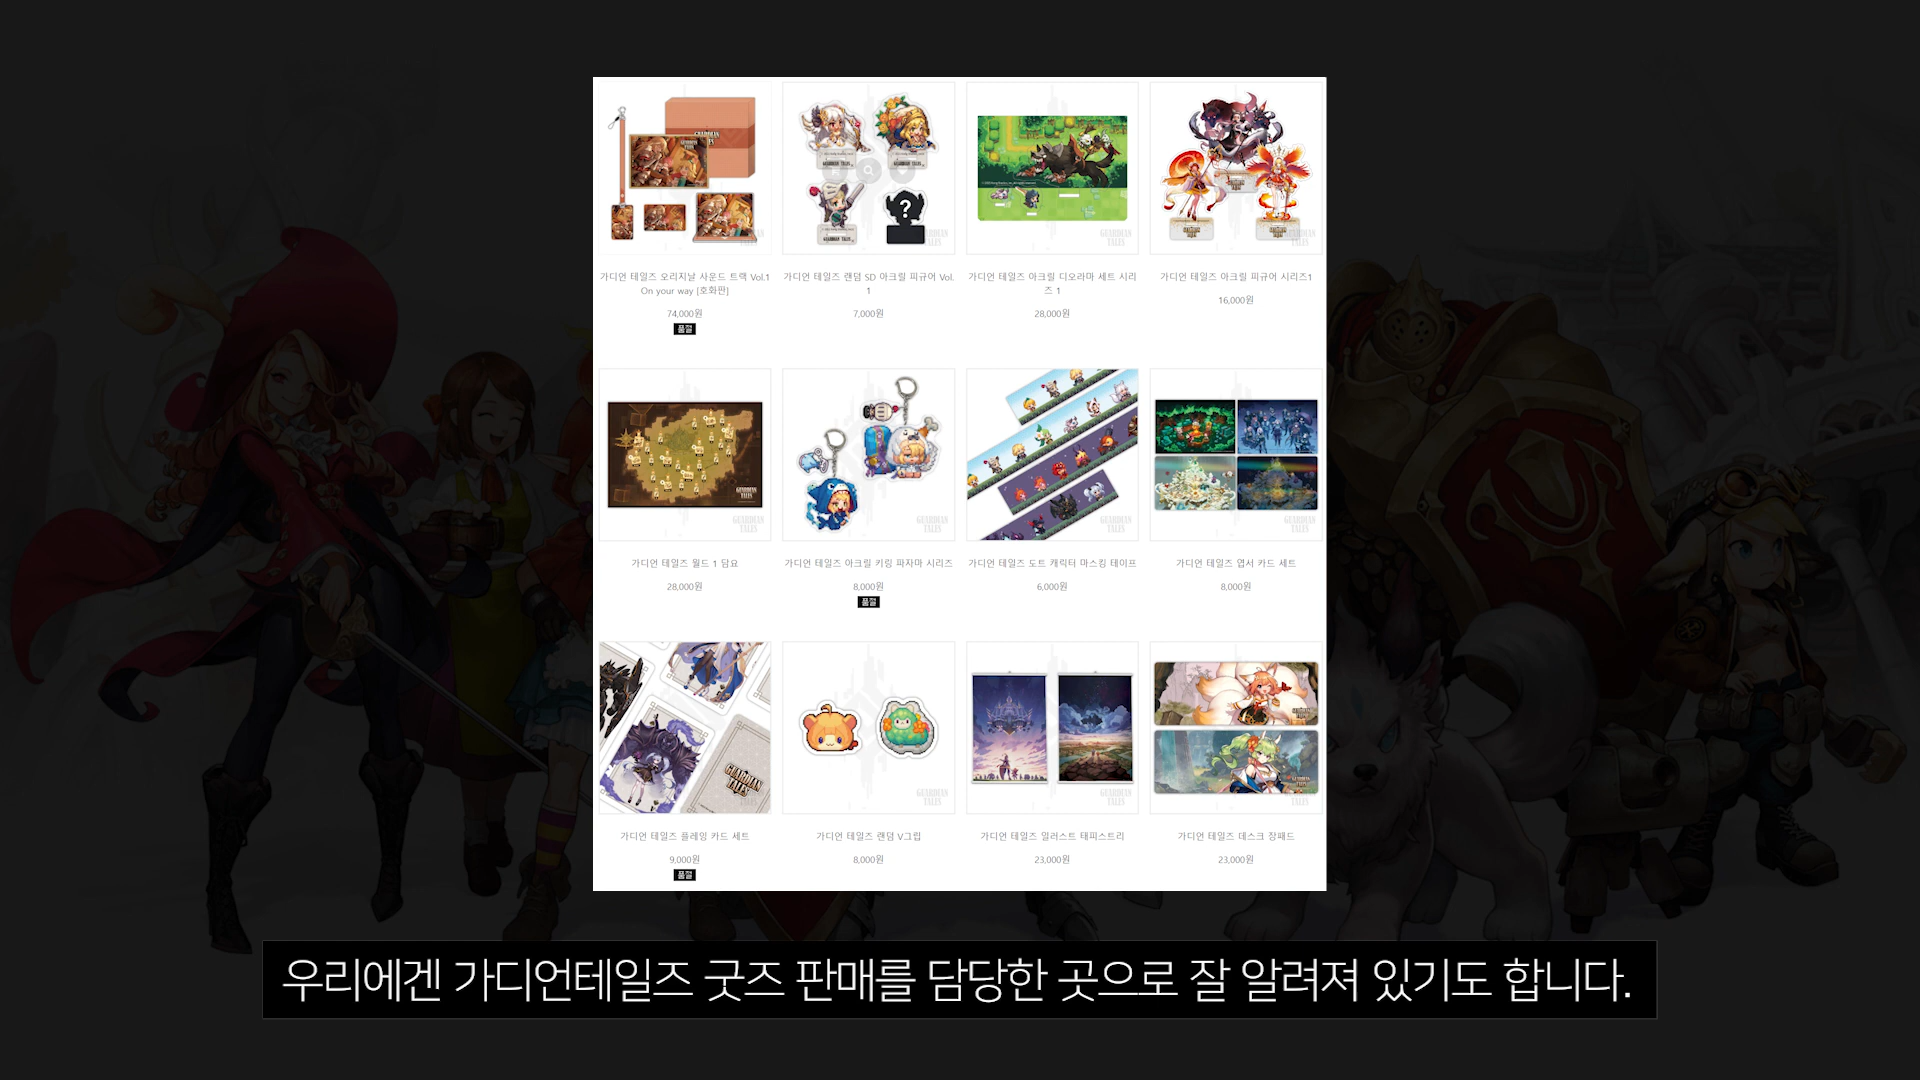 가디언 테일즈 오리지날 사운드 트랙 Vol.1
On your way [호화판]
74,000원
품절
가디언 테일즈 랜덤 SD 아크릴 피규어 Vol.
1
7,000원
가디언 테일즈 아크릴 디오라마 세트 시리
즈 1
28,000원
가디언 테일즈 아크릴 피규어 시리즈1
16,000원
GUARDIAN
TALES
가디언 테일즈 월드 1 담요
28,000원
가디언 테일즈 아크릴 키링 파자마 시리즈
8,000원
품절
가디언 테일즈 도트 캐릭터 마스킹 테이프
6,000원
가디언 테일즈 엽서 카드 세트
8,000원
GUARDIAN
TALES
가디언 테일즈 플레잉 카드 세트
9,000원
품절
가디언 테일즈 랜덤 V그립
8,000원
가디언 테일즈 일러스트 태피스트리
23,000원
가디언 테일즈 데스크 장패드
23,000원
우리에겐 가디언테일즈 굿즈 판매를 담당한 곳으로 잘 알려져 있기도 합니다.